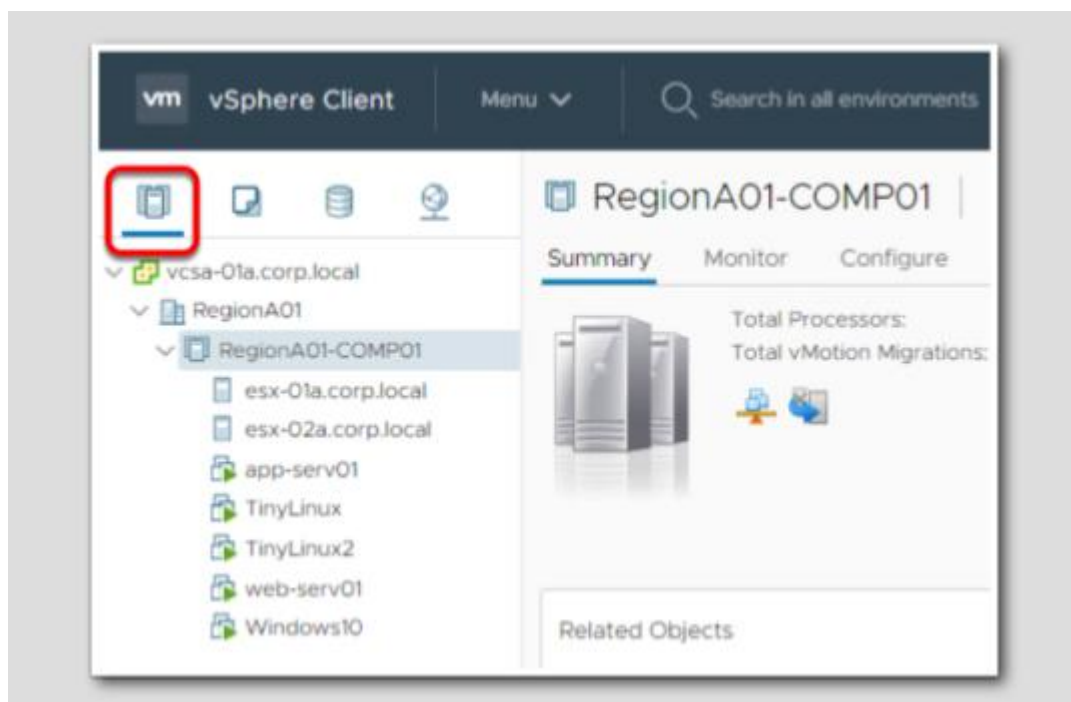 vm vSphere Client Menu Search in all environments
RegionA01-COMP01
Summary Monitor Configure
vcsa-01a.corp.local
RegionA01
RegionA01-COMP01
esx-01a.corp.local
esx-02a.corp.local
app-serv01
TinyLinux
TinyLinux2
web-serv01
Windows10
Total Processors:
Total vMotion Migrations:
Related Objects